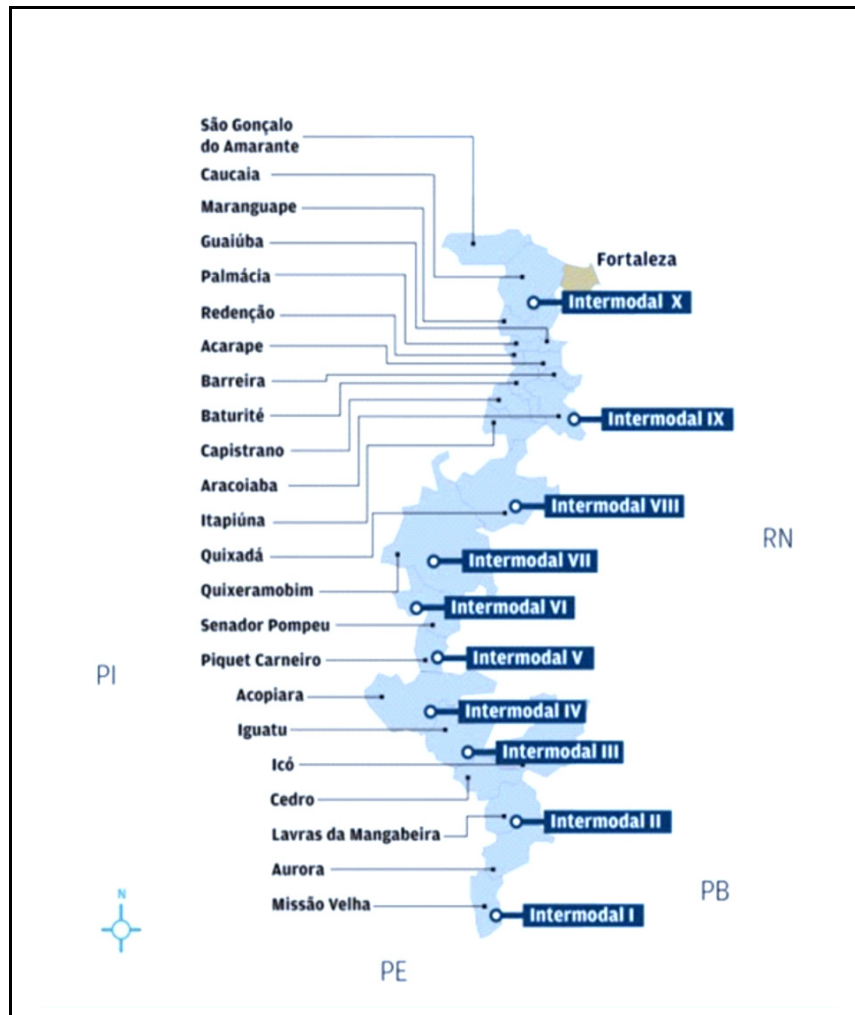 São Gonçalo
do Amarante
Caucaia
Maranguape
Guaiúba
Fortaleza
Palmácia
Intermodal X
Redenção
Acarape
Barreira
Baturité
Intermodal IX
Capistrano
Aracoiaba
Intermodal VIII
Itapiúna
RN
Quixadá
Intermodal VII
Quixeramobim
Intermodal VI
Senador Pompeu
Piquet Carneiro
Intermodal V
PI
Acopiara
Intermodal IV
Iguatu
Intermodal III
Icó
Cedro
Intermodal II
Lavras da Mangabeira
Aurora
PB
N
Missão Velha
Intermodal I
PE